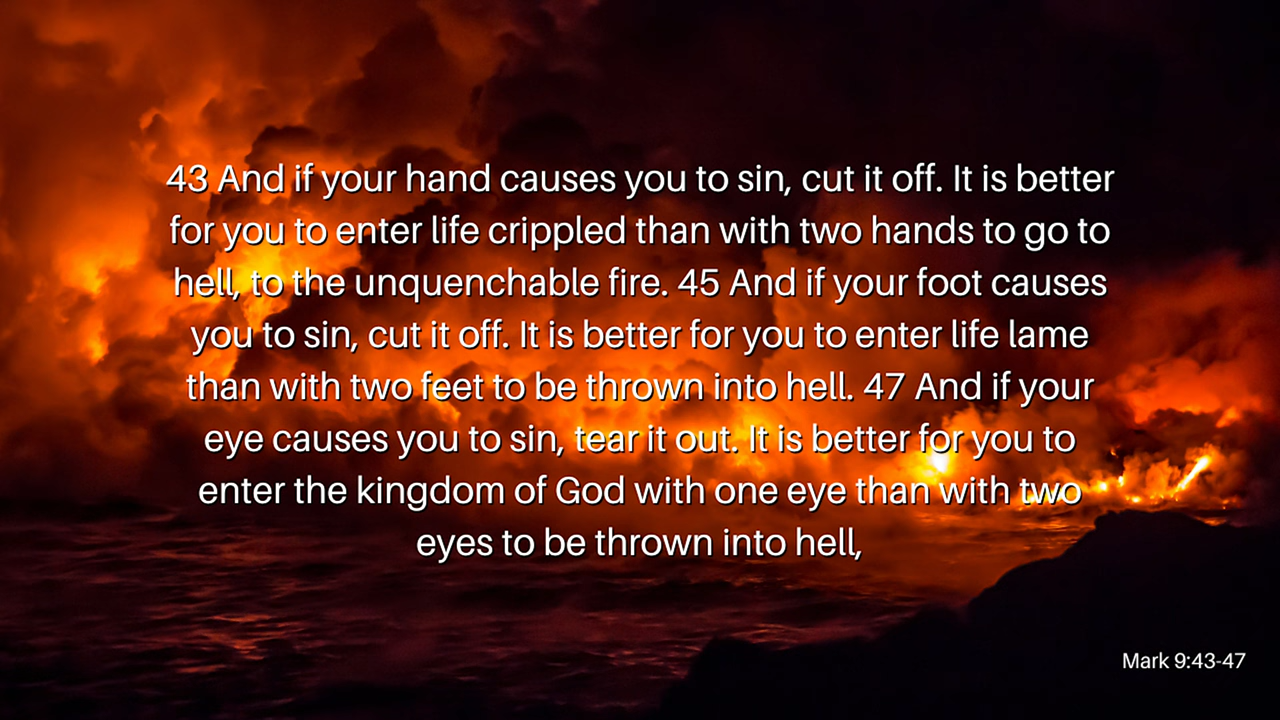 43 And if your hand causes you to sin, cut it off. It is better
for you to enter life crippled than with two hands to go to
hell, to the unquenchable fire. 45 And if your foot causes
you to sin, cut it off. It is better for you to enter life lame
than with two feet to be thrown into hell. 47 And if your
eye causes you to sin, tear it out. It is better for you to
enter the kingdom of God with one eye than with two
eyes to be thrown into hell,
Mark 9:43-47